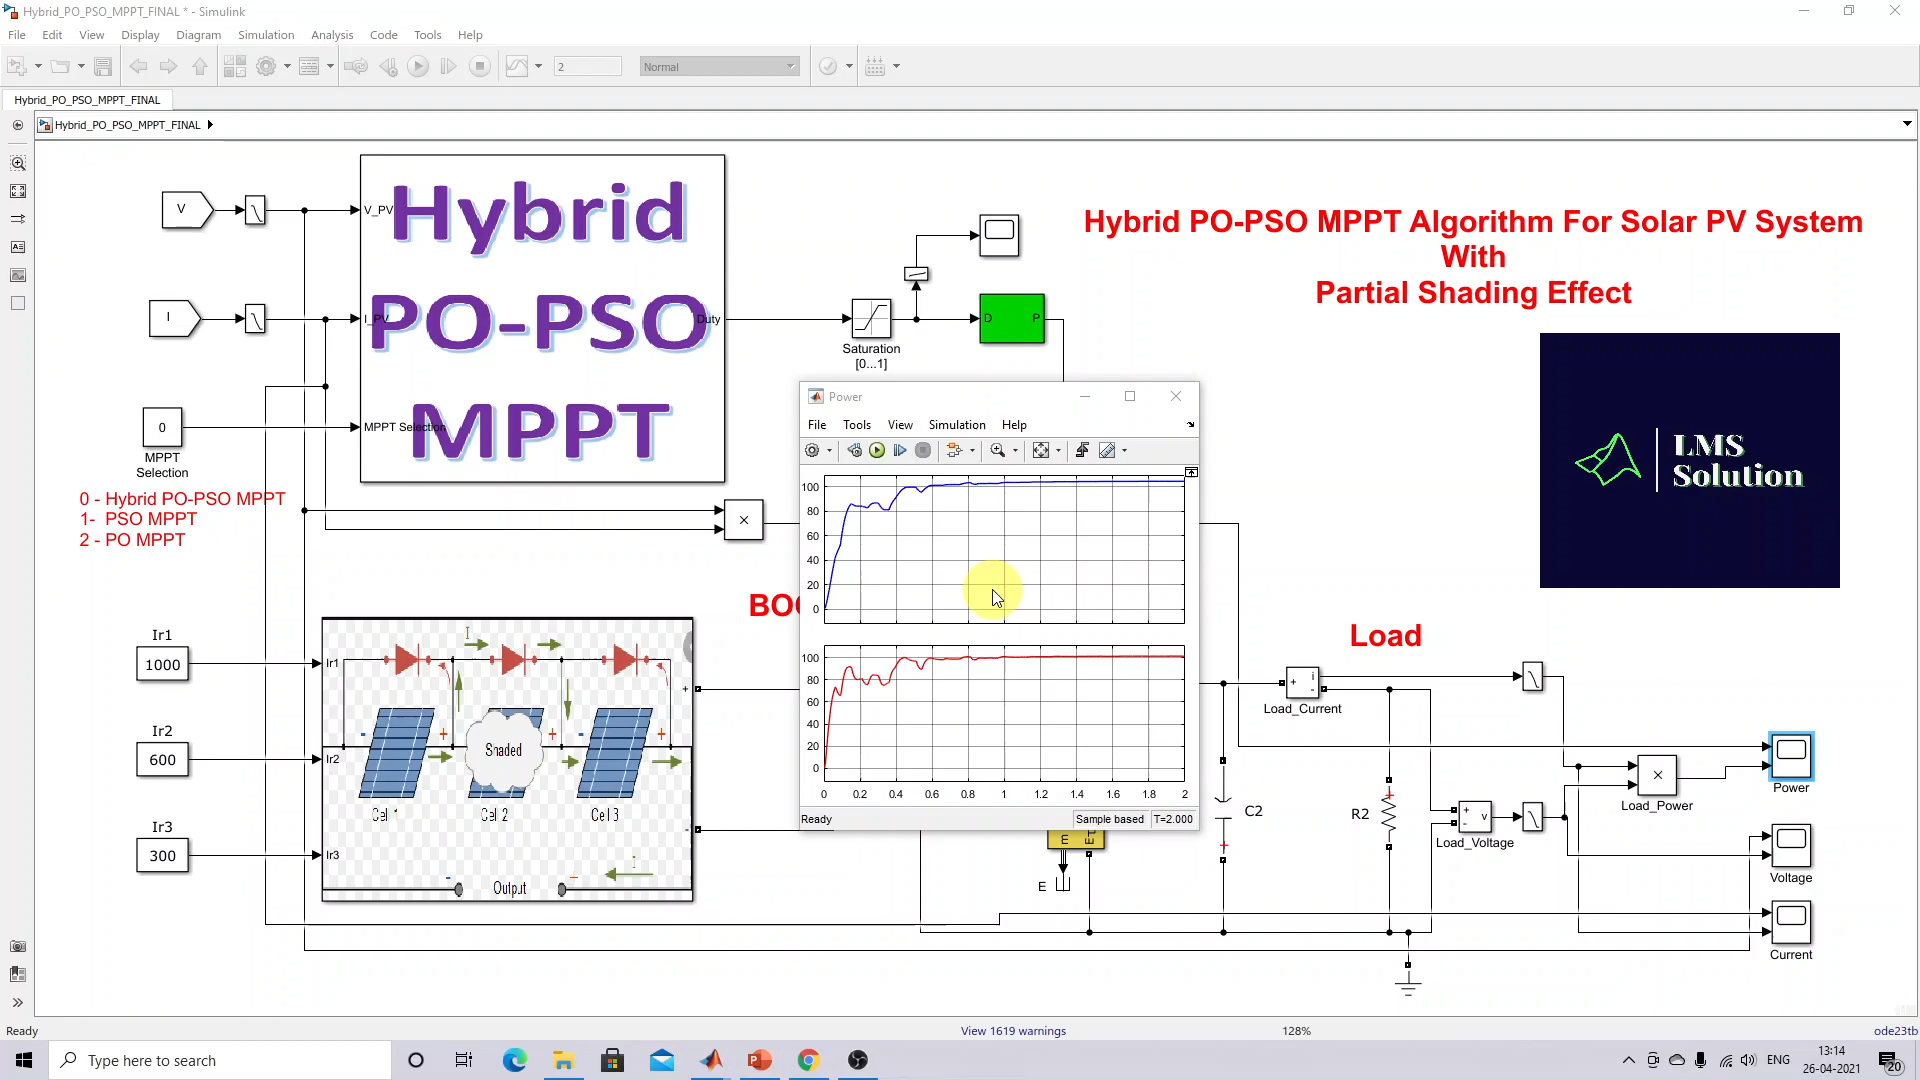 Hybrid_PO_PSO_MPPT_FINAL * - Simulink
File Edit View Display Diagram Simulation Analysis Code Tools Help
2 Normal
Hybrid_PO_PSO_MPPT_FINAL
Hybrid_PO_PSO_MPPT_FINAL
V
V_PV
I
I_PV
0
MPPT Selection
MPPT
Selection
Hybrid
PO-PSO
MPPT
Duty
0 - Hybrid PO-PSO MPPT
1- PSO MPPT
2 - PO MPPT
Saturation
[0...1]
D P
Hybrid PO-PSO MPPT Algorithm For Solar PV System
With
Partial Shading Effect
LMS
Solution
×
Power
File Tools View Simulation Help
100
80
60
40
20
0
100
80
60
40
20
0
0 0.2 0.4 0.6 0.8 1 1.2 1.4 1.6 1.8 2
Ready Sample based T=2.000
Ir1
1000
Ir1
Ir2
600
Ir2
Ir3
300
Ir3
I
Shaded
Cell 1 Cell 2 Cell 3
I
Output
+
-
m
E
C2
Load
i
Load_Current
R2
v
Load_Voltage
×
Load_Power
Power
Voltage
Current
Ready View 1619 warnings 128% ode23tb
Type here to search
ENG
13:14
26-04-2021
20